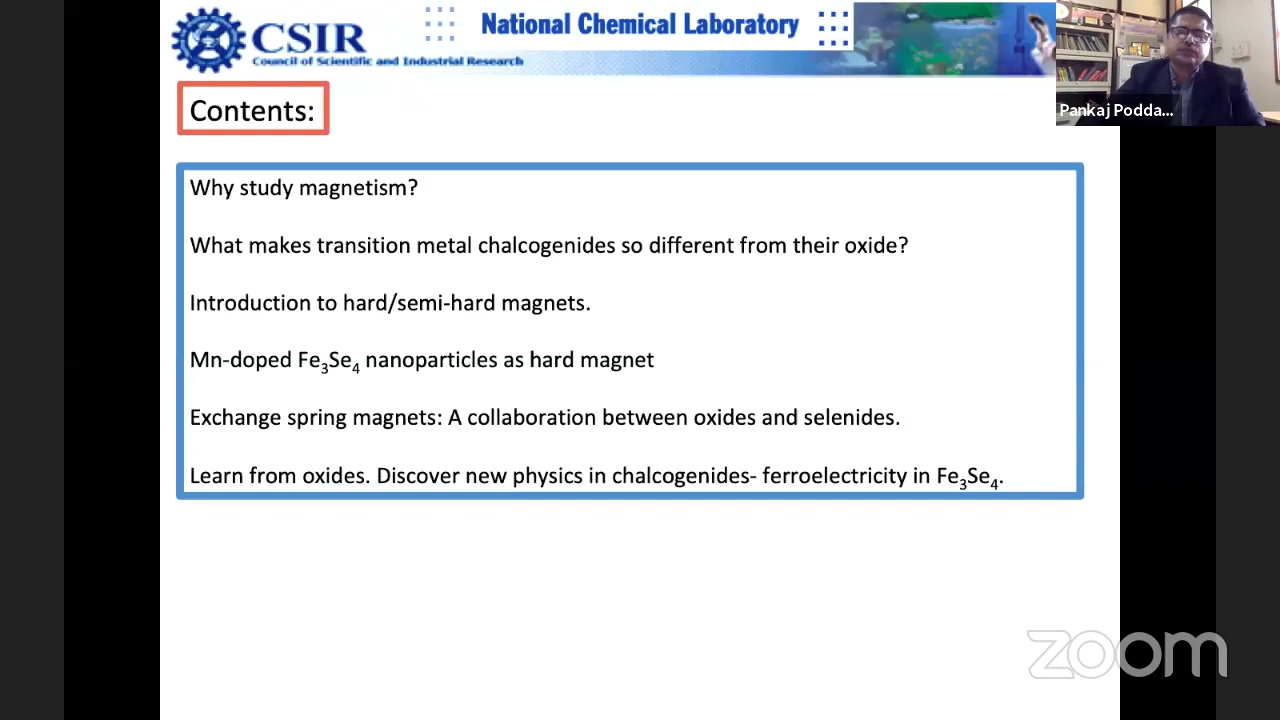 CSIR
Council of Scientific and Industrial Research
National Chemical Laboratory
Pankaj Podda...
Contents:
Why study magnetism?
What makes transition metal chalcogenides so different from their oxide?
Introduction to hard/semi-hard magnets.
Mn-doped Fe₃Se₄ nanoparticles as hard magnet
Exchange spring magnets: A collaboration between oxides and selenides.
Learn from oxides. Discover new physics in chalcogenides- ferroelectricity in Fe₃Se₄.
zoom